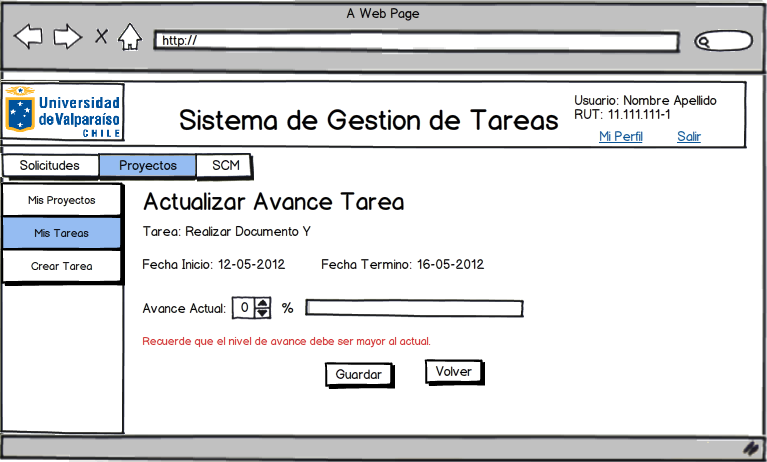 A Web Page
http://
Universidad
de Valparaíso
CHILE
Sistema de Gestion de Tareas
Usuario: Nombre Apellido
RUT: 11.111.111-1
Mi Perfil Salir
Solicitudes Proyectos SCM
Mis Proyectos
Mis Tareas
Crear Tarea
Actualizar Avance Tarea
Tarea: Realizar Documento Y
Fecha Inicio: 12-05-2012 Fecha Termino: 16-05-2012
Avance Actual: 0 %
Recuerde que el nivel de avance debe ser mayor al actual.
Guardar Volver